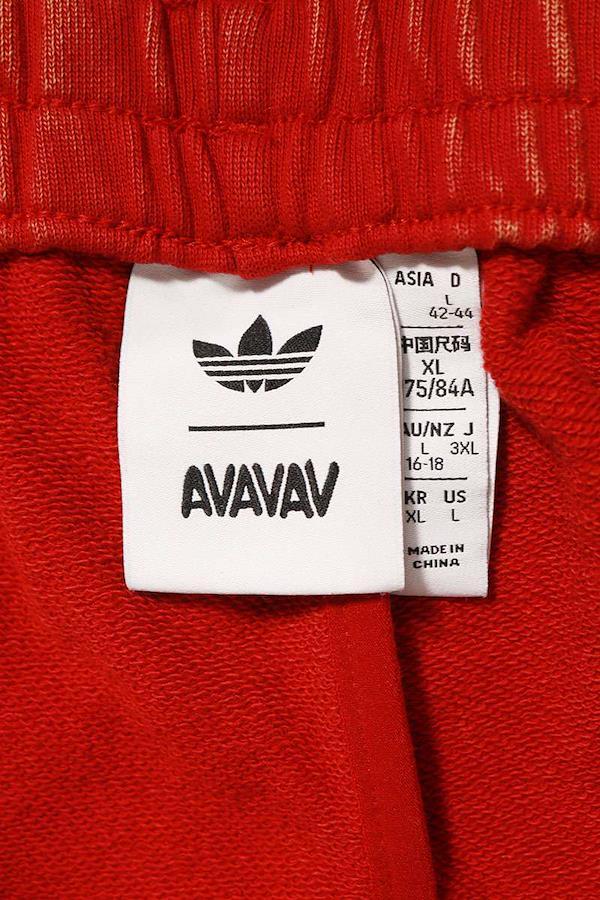 AVAVAV
ASIA D
L
42-44
中国尺码
XL
75/84A
AU/NZ J
L 3XL
16-18
KR US
XL L
MADE IN
CHINA